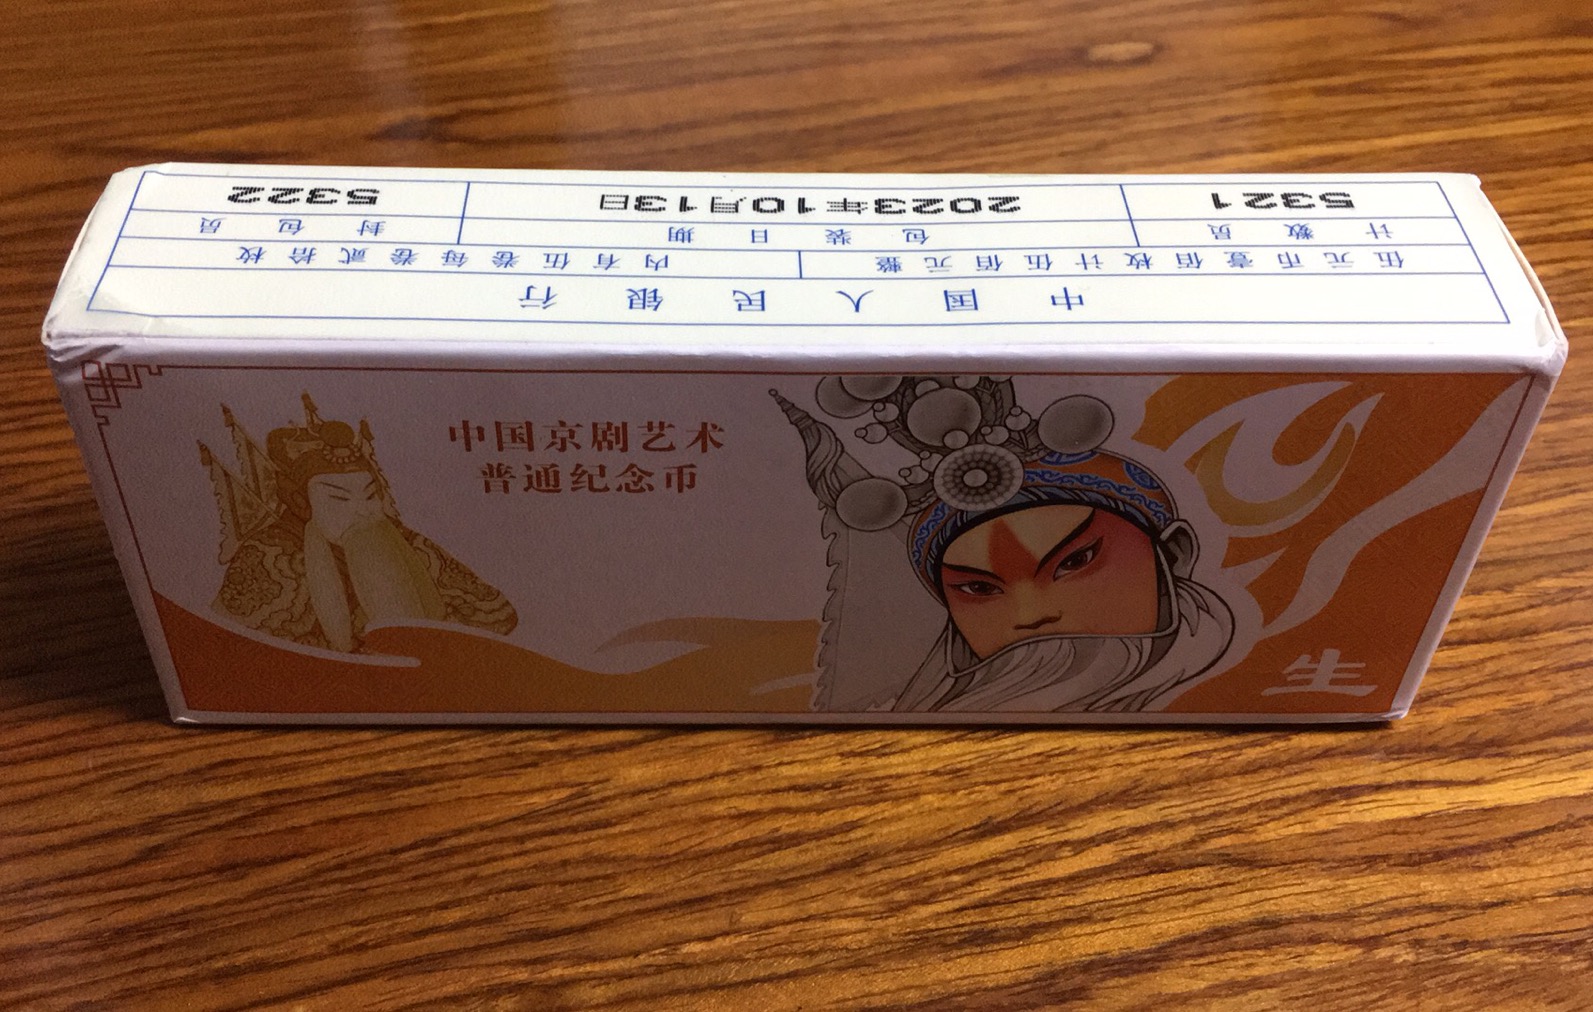 中国人民银行
伍元币壹佰枚计伍佰元整 内有伍卷每卷贰拾枚
计数员 包装日期 封包员
5321 2023年10月13日 5322
中国京剧艺术
普通纪念币
生